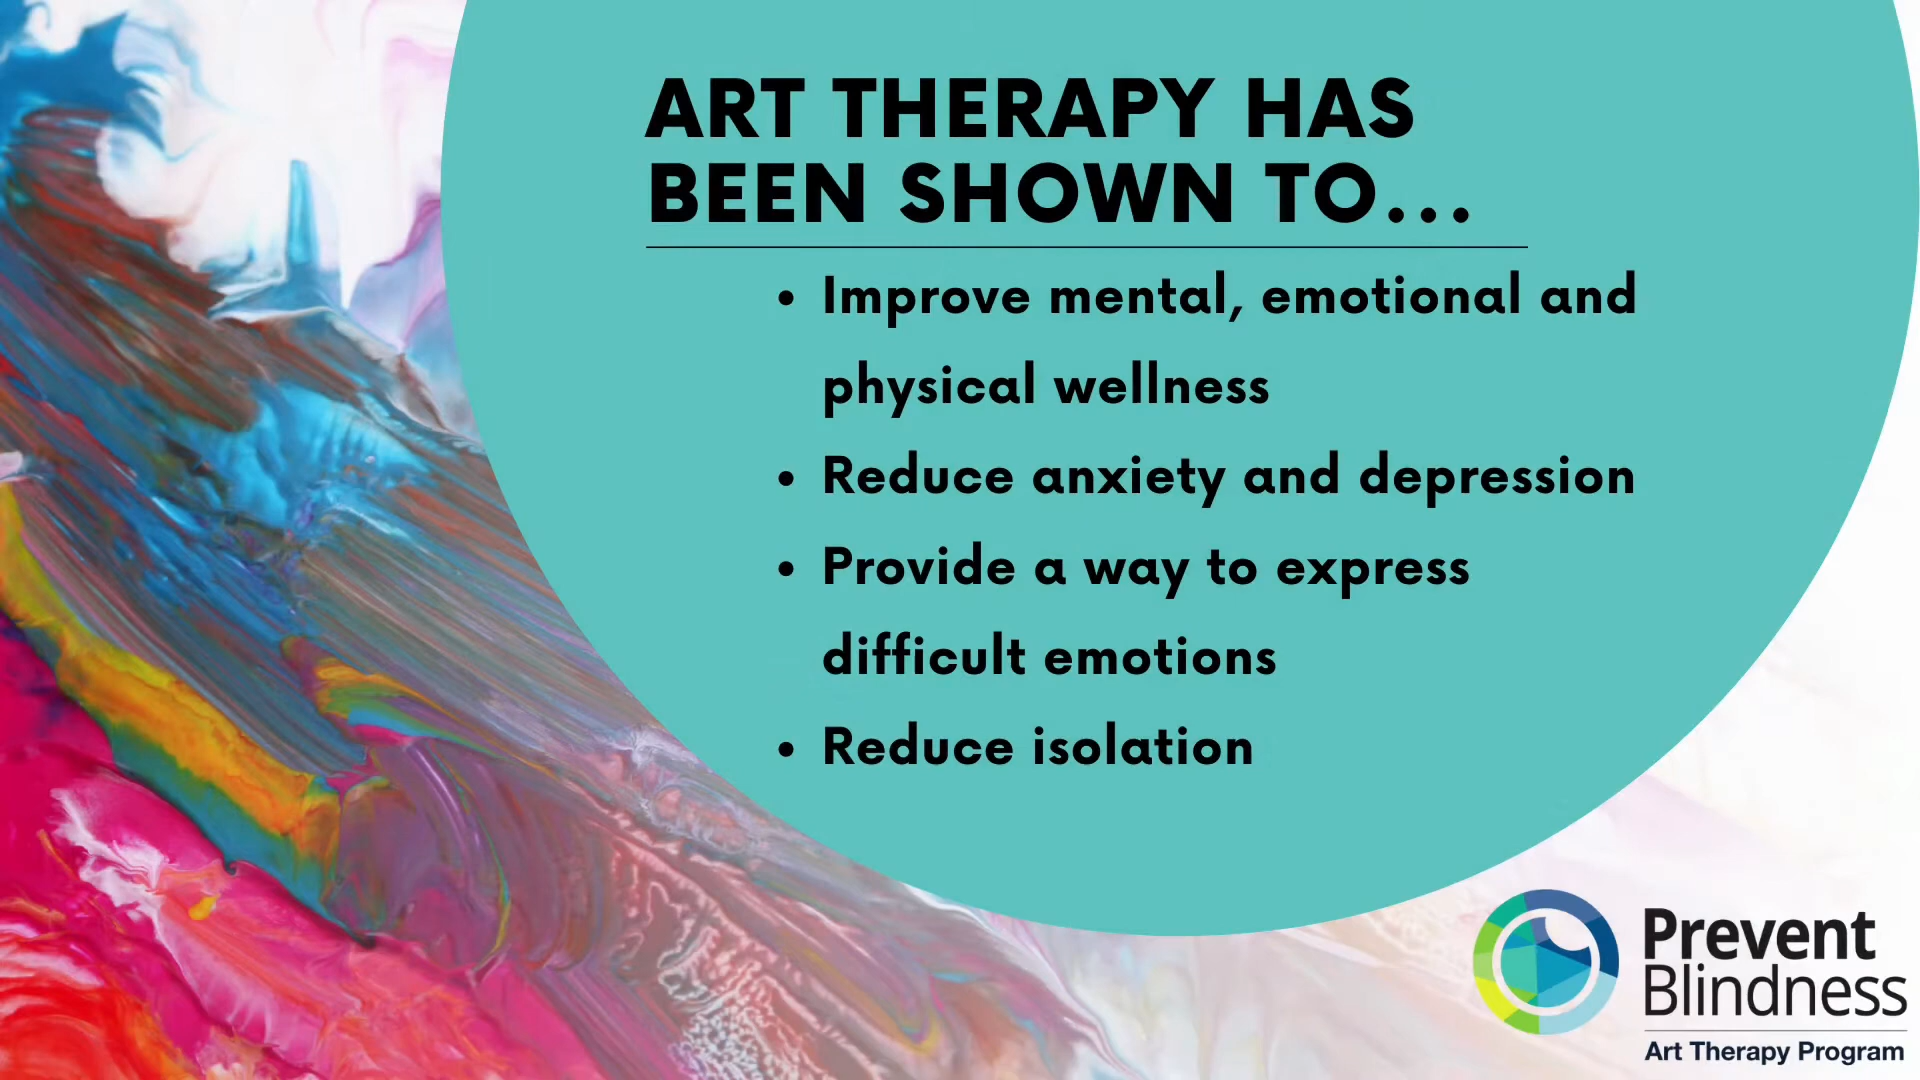 ART THERAPY HAS
BEEN SHOWN TO...
• Improve mental, emotional and
physical wellness
• Reduce anxiety and depression
• Provide a way to express
difficult emotions
• Reduce isolation
Prevent
Blindness
Art Therapy Program